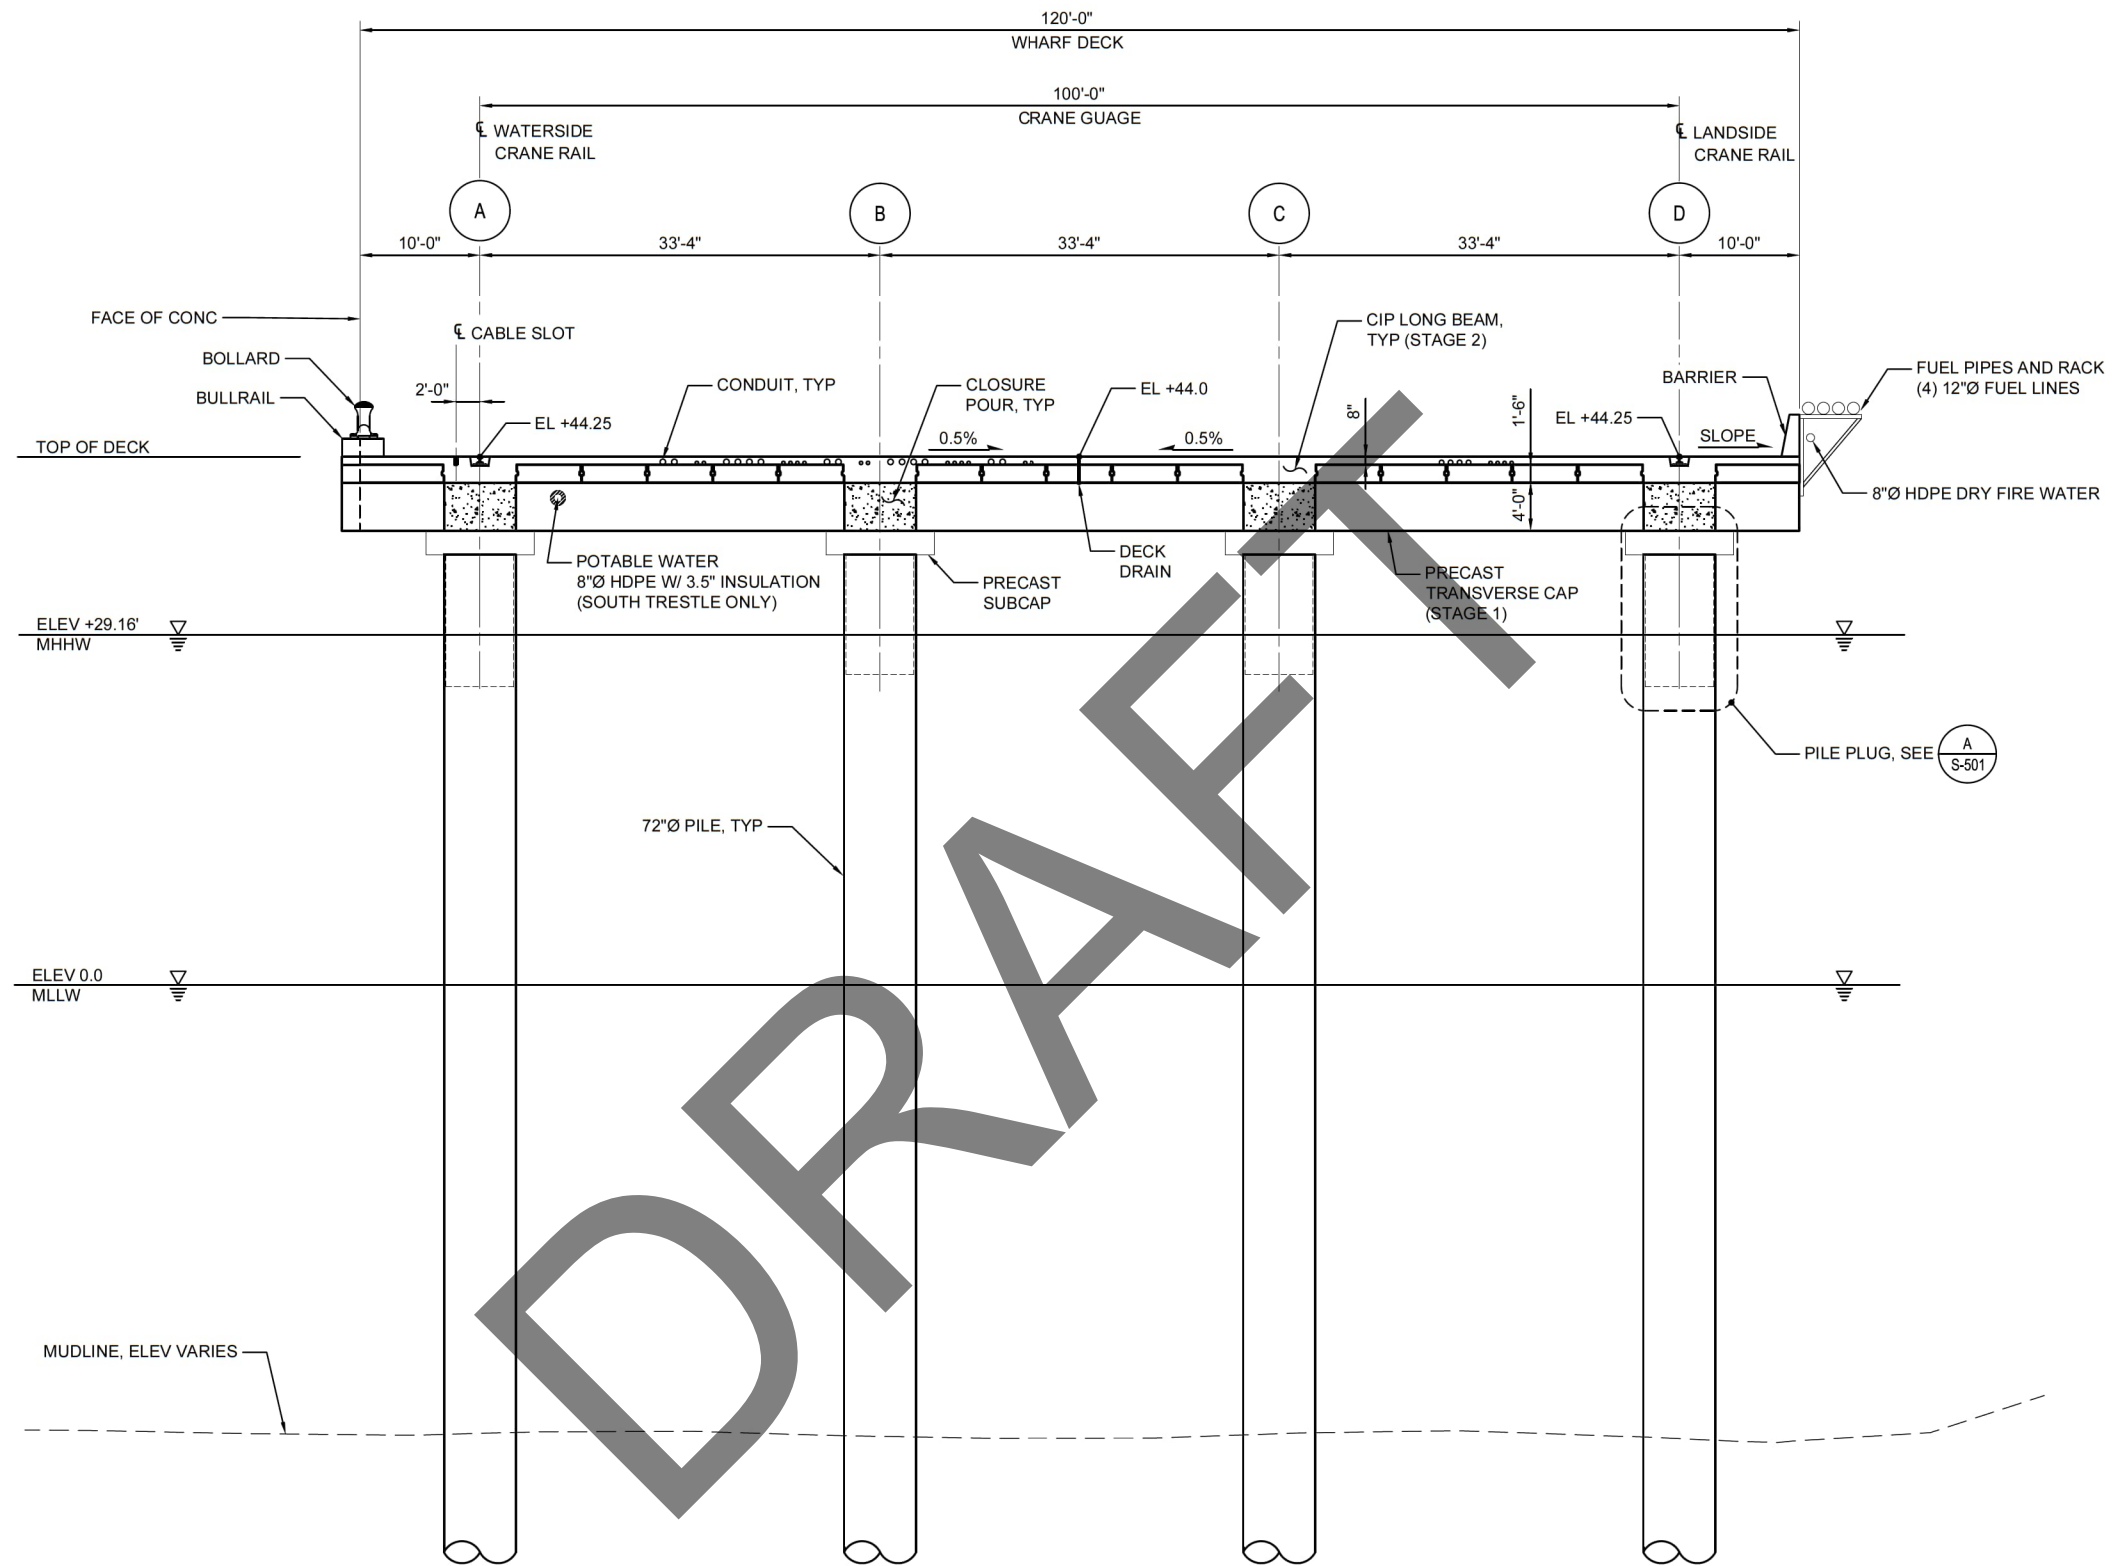 120'-0"
WHARF DECK
100'-0"
CRANE GUAGE
℄ WATERSIDE
CRANE RAIL
℄ LANDSIDE
CRANE RAIL
A
B
C
D
10'-0"
33'-4"
33'-4"
33'-4"
10'-0"
FACE OF CONC
℄ CABLE SLOT
CIP LONG BEAM,
TYP (STAGE 2)
BOLLARD
BULLRAIL
2'-0"
CONDUIT, TYP
CLOSURE
POUR, TYP
EL +44.0
8"
1'-6"
BARRIER
FUEL PIPES AND RACK
(4) 12"Ø FUEL LINES
EL +44.25
EL +44.25
TOP OF DECK
0.5%
0.5%
SLOPE
4'-0"
8"Ø HDPE DRY FIRE WATER
POTABLE WATER
8"Ø HDPE W/ 3.5" INSULATION
(SOUTH TRESTLE ONLY)
PRECAST
SUBCAP
DECK
DRAIN
PRECAST
TRANSVERSE CAP
(STAGE 1)
ELEV +29.16'
MHHW
PILE PLUG, SEE
A
S-501
72"Ø PILE, TYP
ELEV 0.0
MLLW
MUDLINE, ELEV VARIES
DRAFT